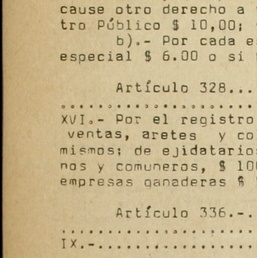 cause otro derecho a
tro Público $ 10,00;
b).- Por cada e
especial $ 6.00 o si
Artículo 328...
....................
XVI.- Por el registro
ventas, aretes y co
mismos; de ejidatario
nos y comuneros, $ 100
empresas ganaderas $
Artículo 336.-.
....................
IX.-................